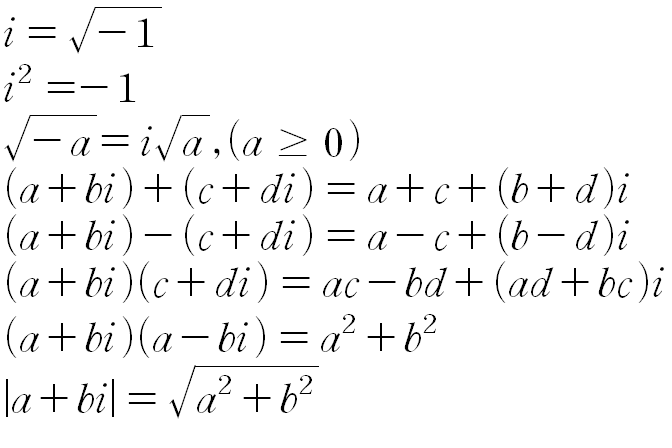 i = √−1
i² = −1
√−a = i√a, (a ≥ 0)
(a + bi) + (c + di) = a + c + (b + d)i
(a + bi) − (c + di) = a − c + (b − d)i
(a + bi)(c + di) = ac − bd + (ad + bc)i
(a + bi)(a − bi) = a² + b²
|a + bi| = √a² + b²